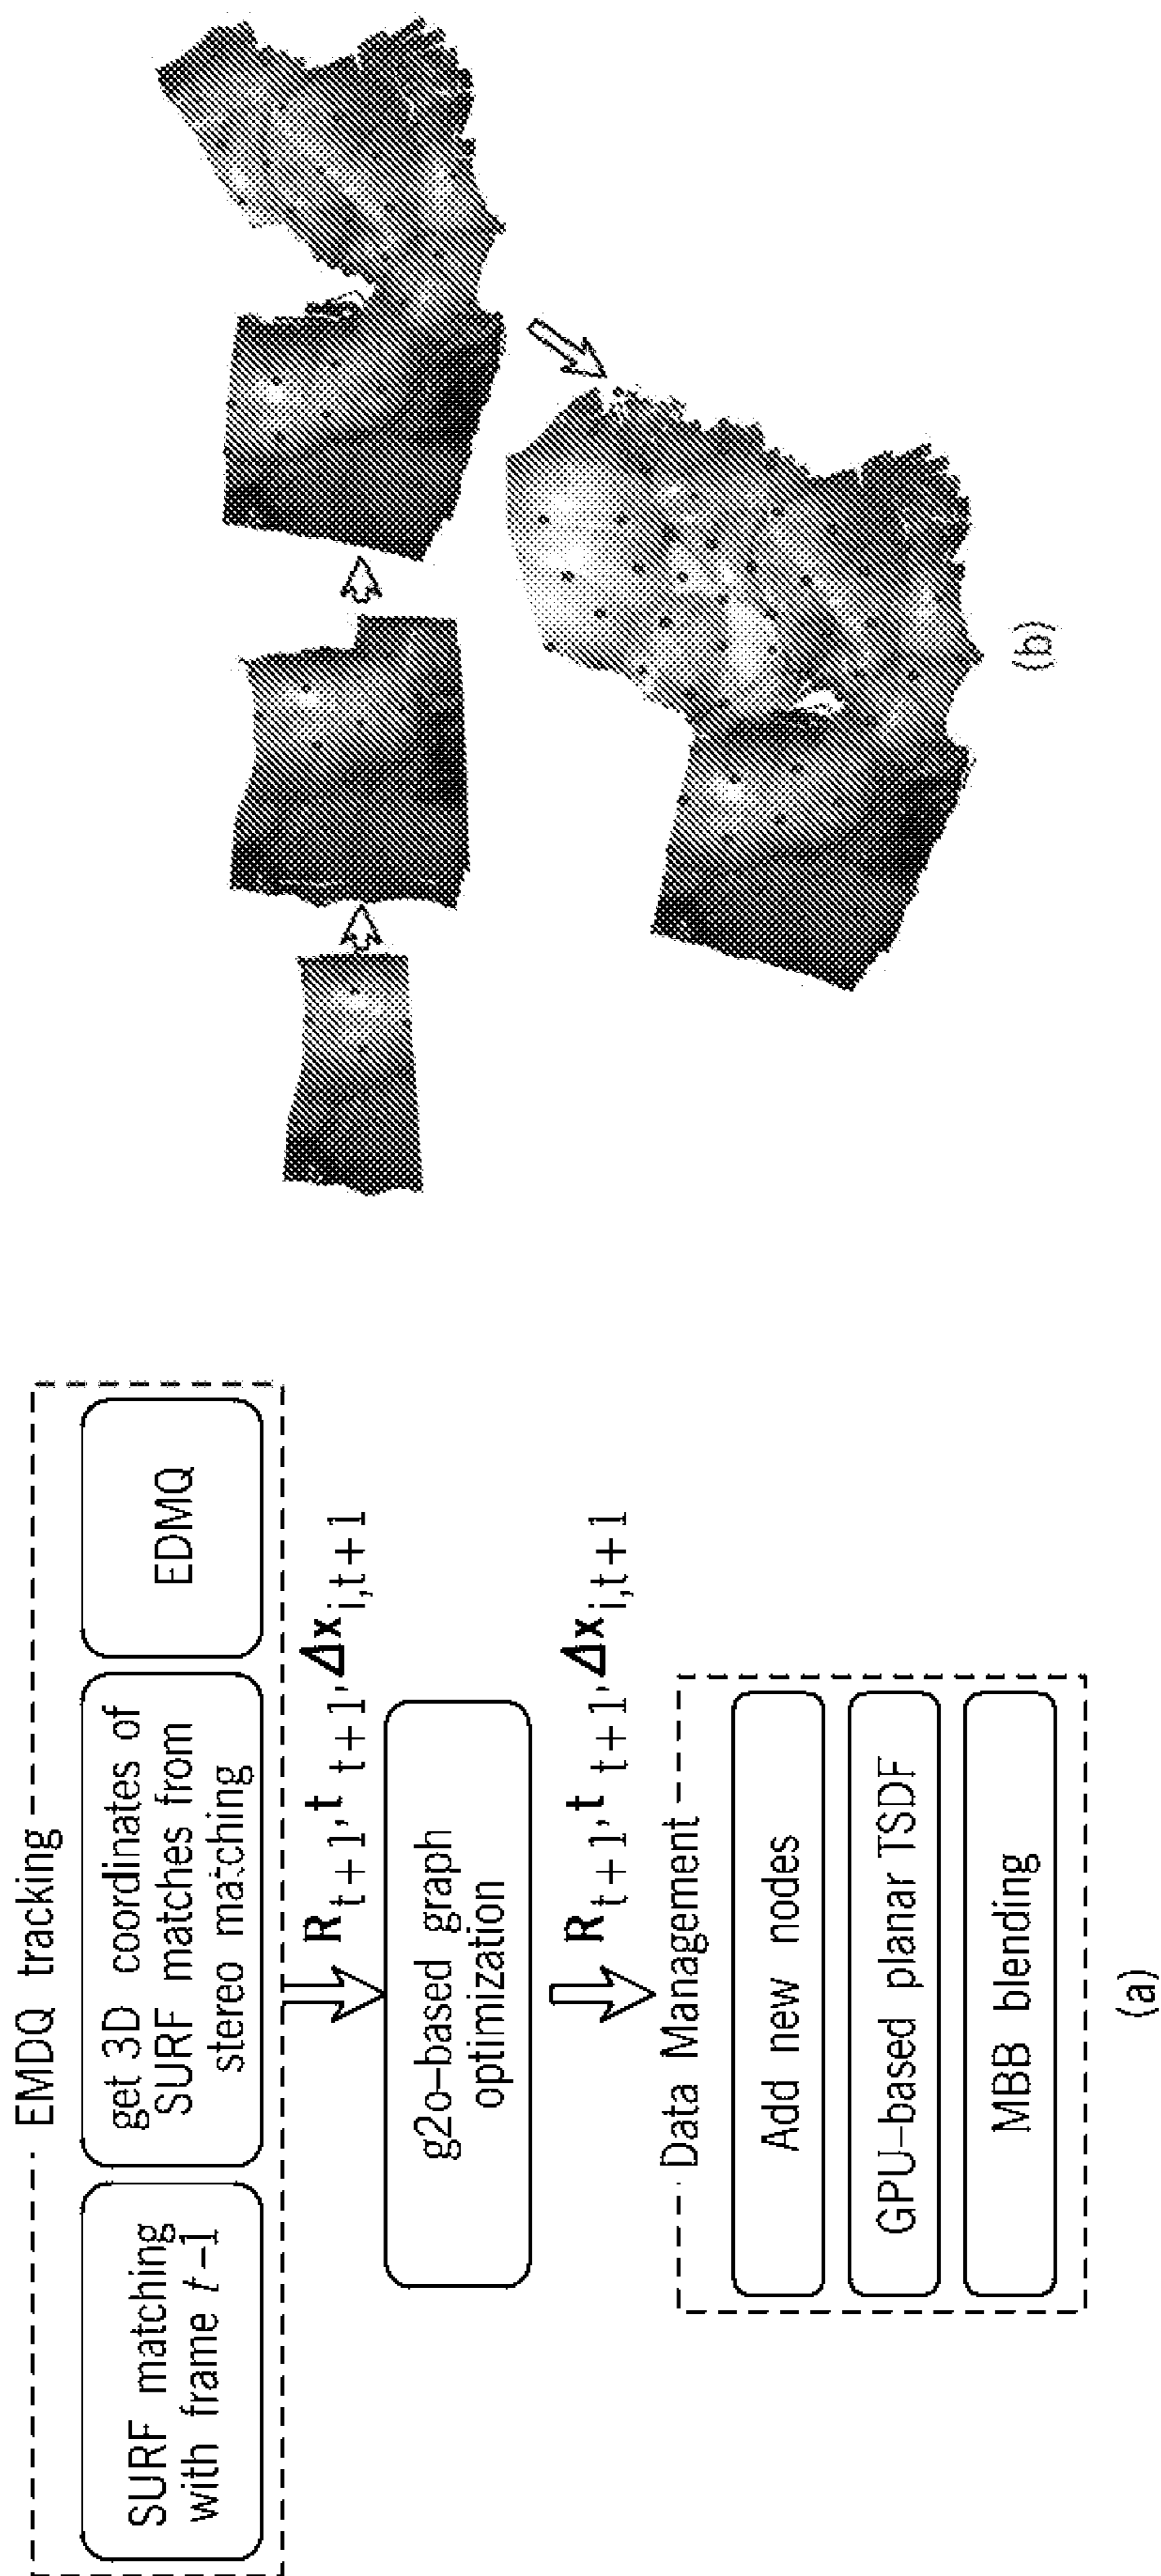 EMDQ tracking
SURF matching
with frame t-1
get 3D coordinates of
SURF matches from
stereo matching
EDMQ
R t+1, t t+1, Δx i,t+1
g2o-based graph
optimization
R t+1, t t+1, Δx i,t+1
Data Management
Add new nodes
GPU-based planar TSDF
MBB blending
(a)
(b)